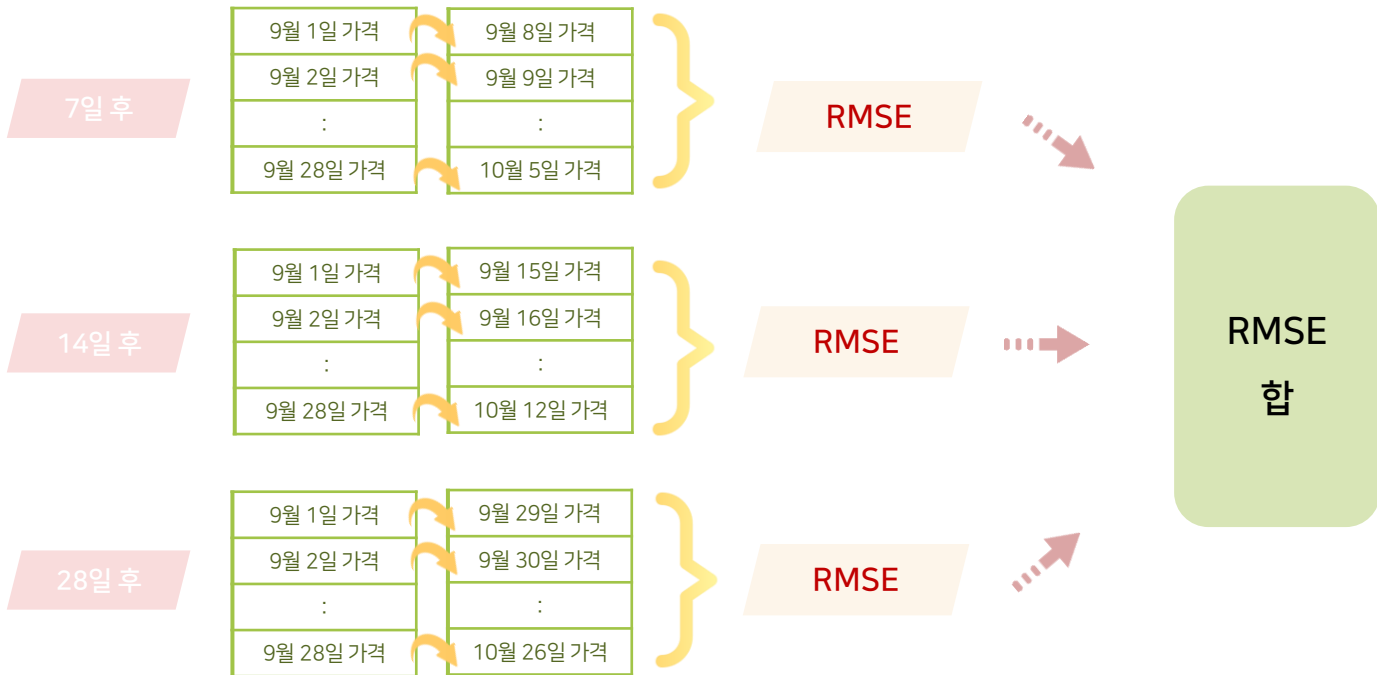 7일 후
9월 1일 가격
9월 8일 가격
9월 2일 가격
9월 9일 가격
:
:
9월 28일 가격
10월 5일 가격
RMSE
14일 후
9월 1일 가격
9월 15일 가격
9월 2일 가격
9월 16일 가격
:
:
9월 28일 가격
10월 12일 가격
RMSE
28일 후
9월 1일 가격
9월 29일 가격
9월 2일 가격
9월 30일 가격
:
:
9월 28일 가격
10월 26일 가격
RMSE
RMSE
합